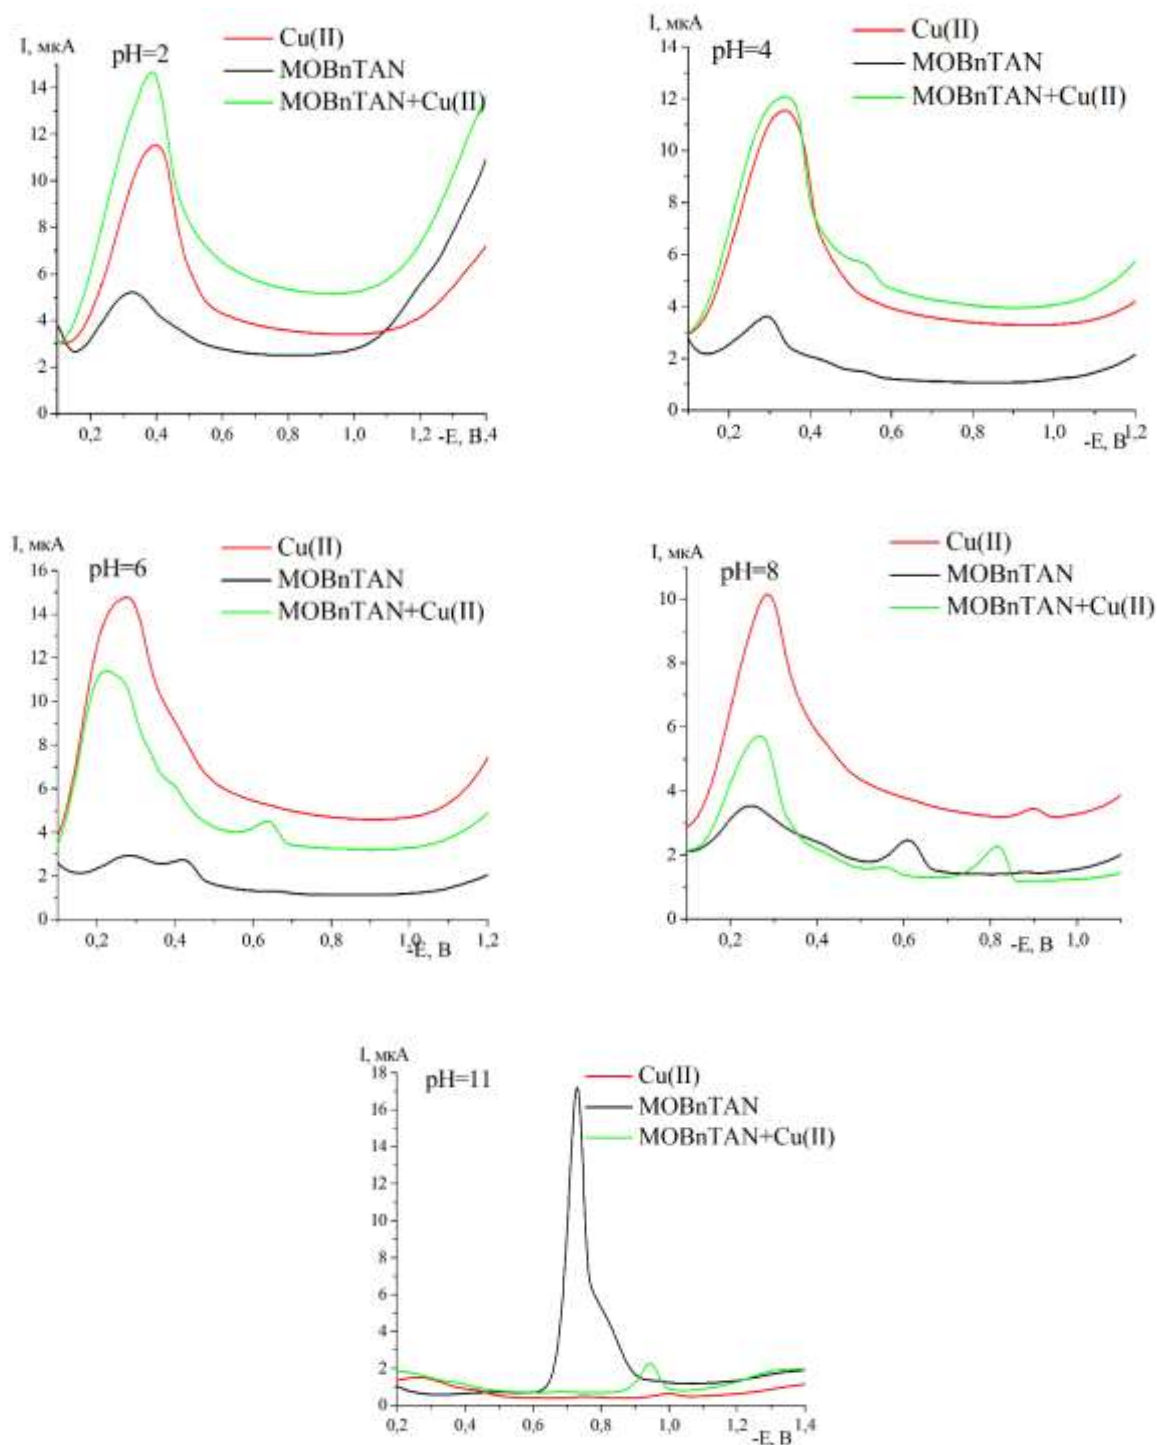 I, мкА
pH=2
Cu(II)
MOBnTAN
MOBnTAN+Cu(II)
14
12
10
8
6
4
2
0
0,2 0,4 0,6 0,8 1,0 1,2 1,4
-E, В
I, мкА
pH=4
Cu(II)
MOBnTAN
MOBnTAN+Cu(II)
14
12
10
8
6
4
2
0
0,2 0,4 0,6 0,8 1,0 1,2
-E, В
I, мкА
pH=6
Cu(II)
MOBnTAN
MOBnTAN+Cu(II)
16
14
12
10
8
6
4
2
0
0,2 0,4 0,6 0,8 1,0 1,2
-E, В
I, мкА
pH=8
Cu(II)
MOBnTAN
MOBnTAN+Cu(II)
10
8
6
4
2
0
0,2 0,4 0,6 0,8 1,0
-E, В
I, мкА
pH=11
Cu(II)
MOBnTAN
MOBnTAN+Cu(II)
18
16
14
12
10
8
6
4
2
0
0,2 0,4 0,6 0,8 1,0 1,2 1,4
-E, В